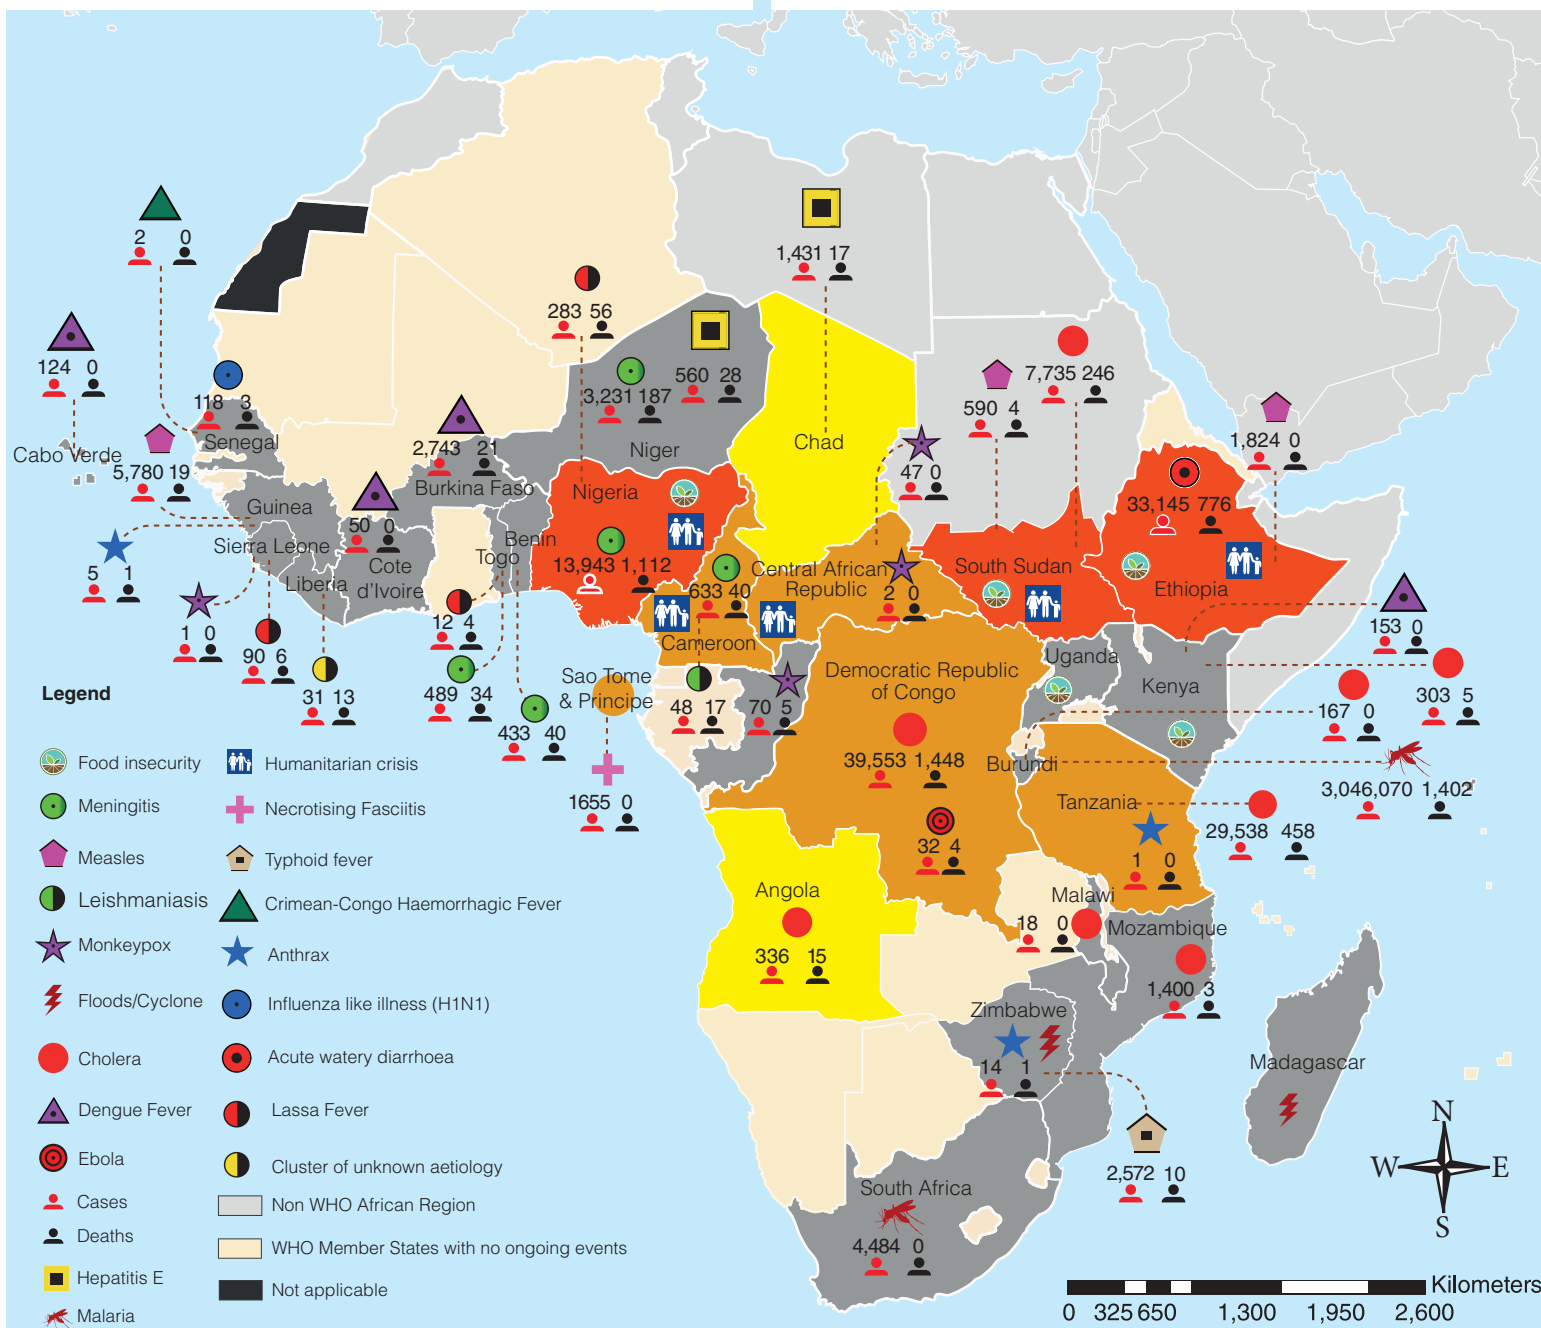 2 0
1,431 17
283 56
124 0
7,735 246
560 28
3,231 187
590 4
118 3
Senegal
Cabo Verde
2,743 21
Niger
Chad
1,824 0
5,780 19
47 0
Burkina Faso
Nigeria
33,145 776
Guinea
50 0
Benin
Sierra Leone
Togo
13,943 1,112
Central African
Republic
South Sudan
Ethiopia
Liberia
Cote
d'Ivoire
5 1
633 40
2 0
12 4
Cameroon
1 0
90 6
Uganda
153 0
Sao Tome
& Principe
Democratic Republic
of Congo
Kenya
31 13
489 34
48 17
70 5
303 5
167 0
433 40
39,553 1,448
Burundi
3,046,070 1,402
1655 0
Tanzania
29,538 458
32 4
1 0
Angola
Malawi
18 0
Mozambique
336 15
1,400 3
Zimbabwe
14 1
Madagascar
2,572 10
South Africa
4,484 0
Legend
Food insecurity
Humanitarian crisis
Meningitis
Necrotising Fasciitis
Measles
Typhoid fever
Leishmaniasis
Crimean-Congo Haemorrhagic Fever
Monkeypox
Anthrax
Floods/Cyclone
Influenza like illness (H1N1)
Cholera
Acute watery diarrhoea
Dengue Fever
Lassa Fever
Ebola
Cluster of unknown aetiology
Cases
Non WHO African Region
Deaths
WHO Member States with no ongoing events
Hepatitis E
Not applicable
Malaria
N
W E
S
Kilometers
0 325 650 1,300 1,950 2,600